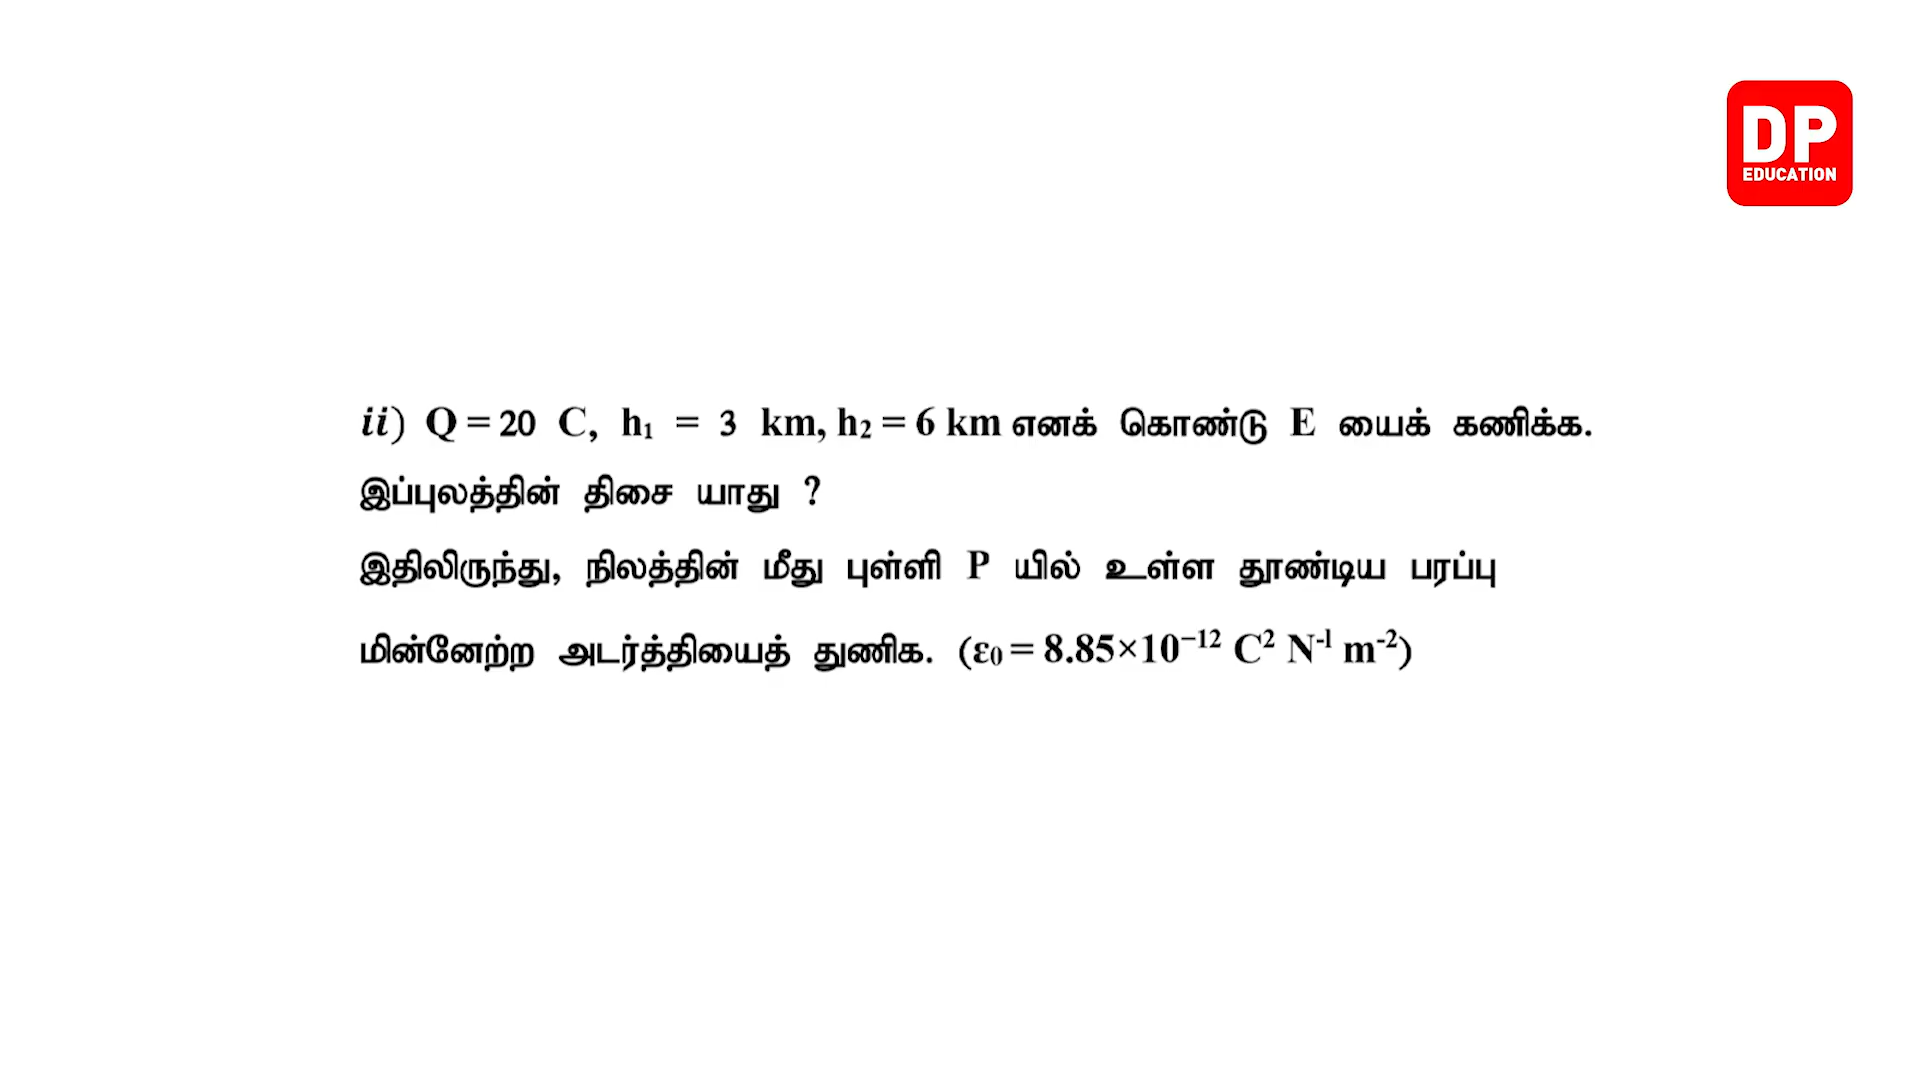 DP
EDUCATION
ii) Q = 20 C, h₁ = 3 km, h₂ = 6 km எனக் கொண்டு E யைக் கணிக்க.
இப்புலத்தின் திசை யாது ?
இதிலிருந்து, நிலத்தின் மீது புள்ளி P யில் உள்ள தூண்டிய பரப்பு
மின்னேற்ற அடர்த்தியைத் துணிக. (ε₀ = 8.85×10⁻¹² C² N⁻¹ m⁻²)